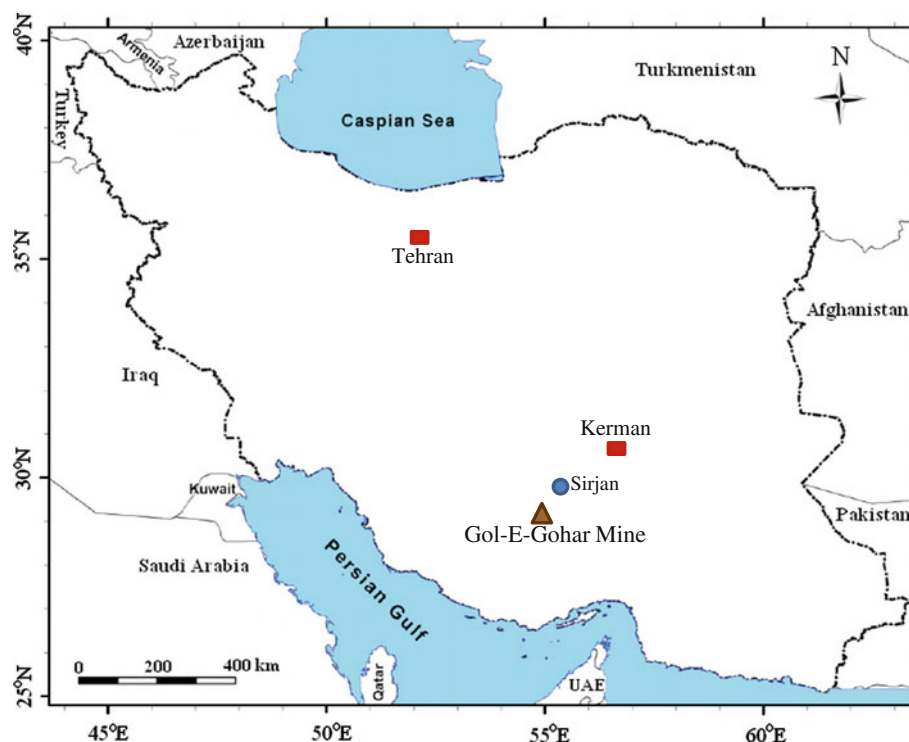 40°N
Azerbaijan
Armenia
Turkmenistan
N
Turkey
Caspian Sea
35°N
Tehran
Afghanistan
Iraq
Kerman
30°N
Sirjan
Kuwait
Gol-E-Gohar Mine
Pakistan
Saudi Arabia
Persian Gulf
0 200 400 km
Qatar
UAE
25°N
45°E 50°E 55°E 60°E